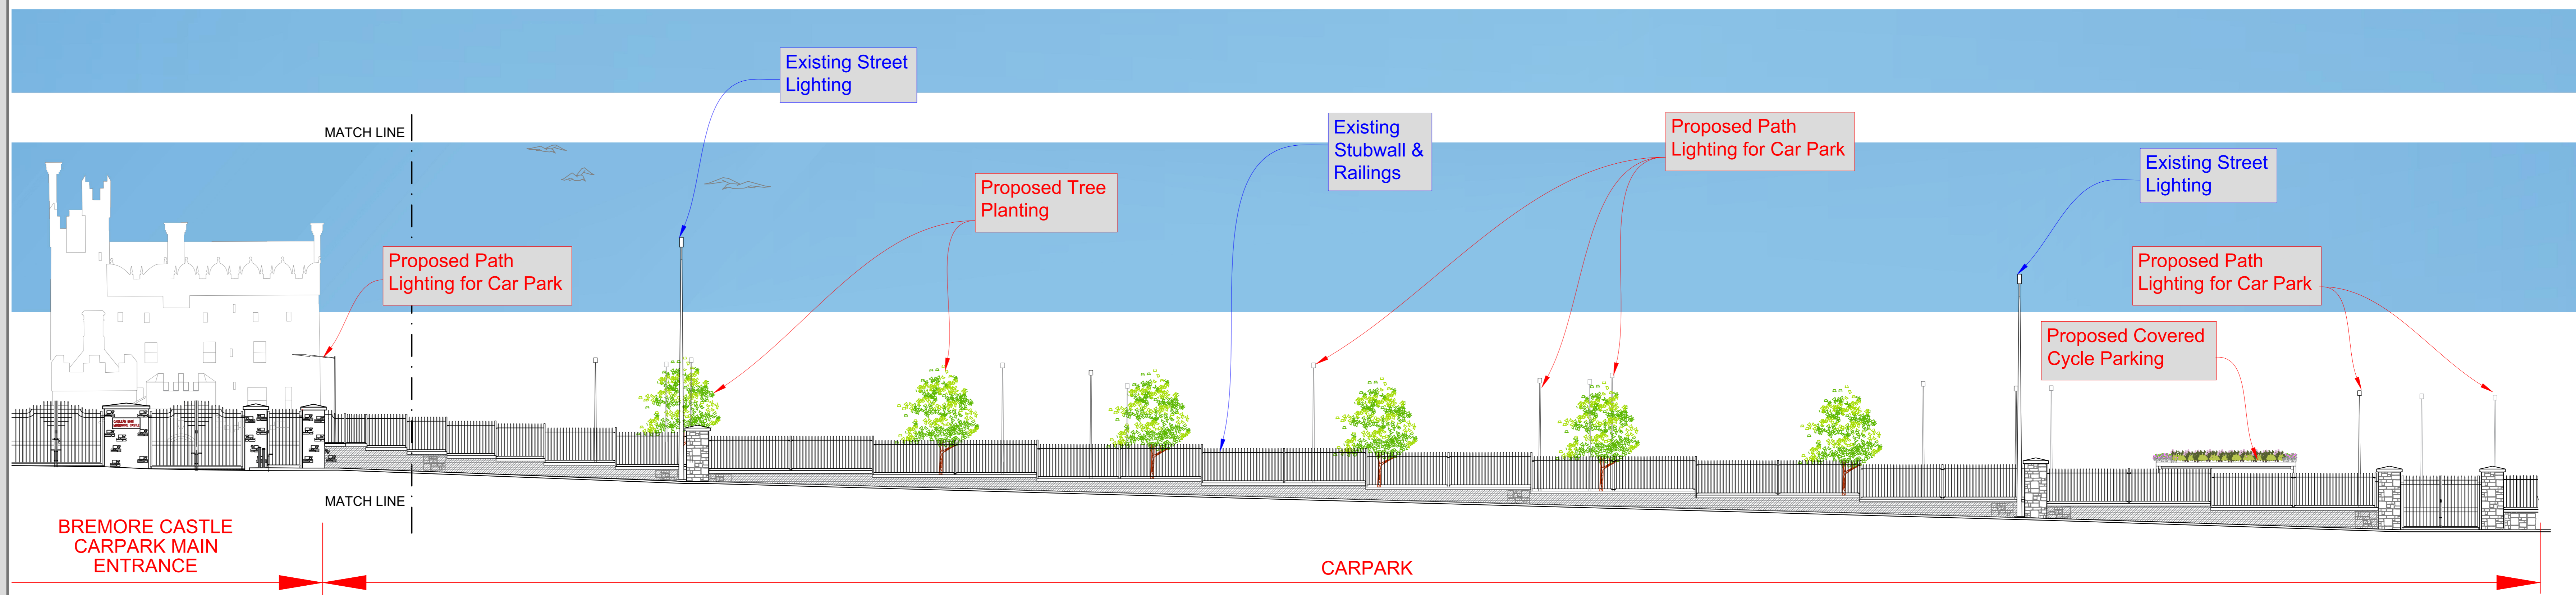 Existing Street
Lighting
MATCH LINE
Existing
Stubwall &
Railings
Proposed Path
Lighting for Car Park
Existing Street
Lighting
Proposed Tree
Planting
Proposed Path
Lighting for Car Park
Proposed Path
Lighting for Car Park
Proposed Covered
Cycle Parking
MATCH LINE
BREMORE CASTLE
CARPARK MAIN
ENTRANCE
CARPARK